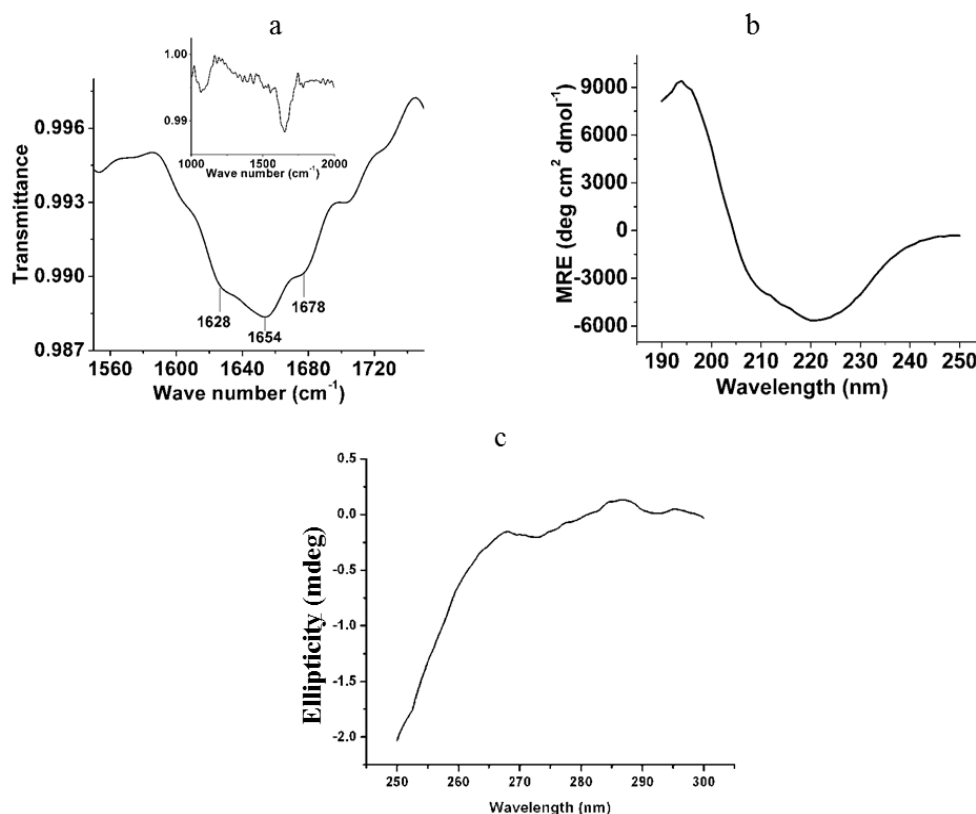 a
1.00
0.99
1000 1500 2000
Wave number (cm-1)
0.996
0.993
0.990
0.987
Transmittance
1628
1654
1678
1560 1600 1640 1680 1720
Wave number (cm-1)
b
9000
6000
3000
0
-3000
-6000
MRE (deg cm2 dmol-1)
190 200 210 220 230 240 250
Wavelength (nm)
c
0.5
0.0
-0.5
-1.0
-1.5
-2.0
Ellipticity (mdeg)
250 260 270 280 290 300
Wavelength (nm)